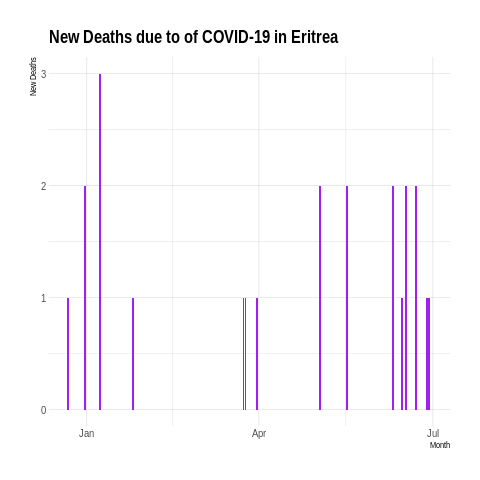 New Deaths due to of COVID-19 in Eritrea
New Deaths
3
2
1
0
Jan Apr Jul
Month